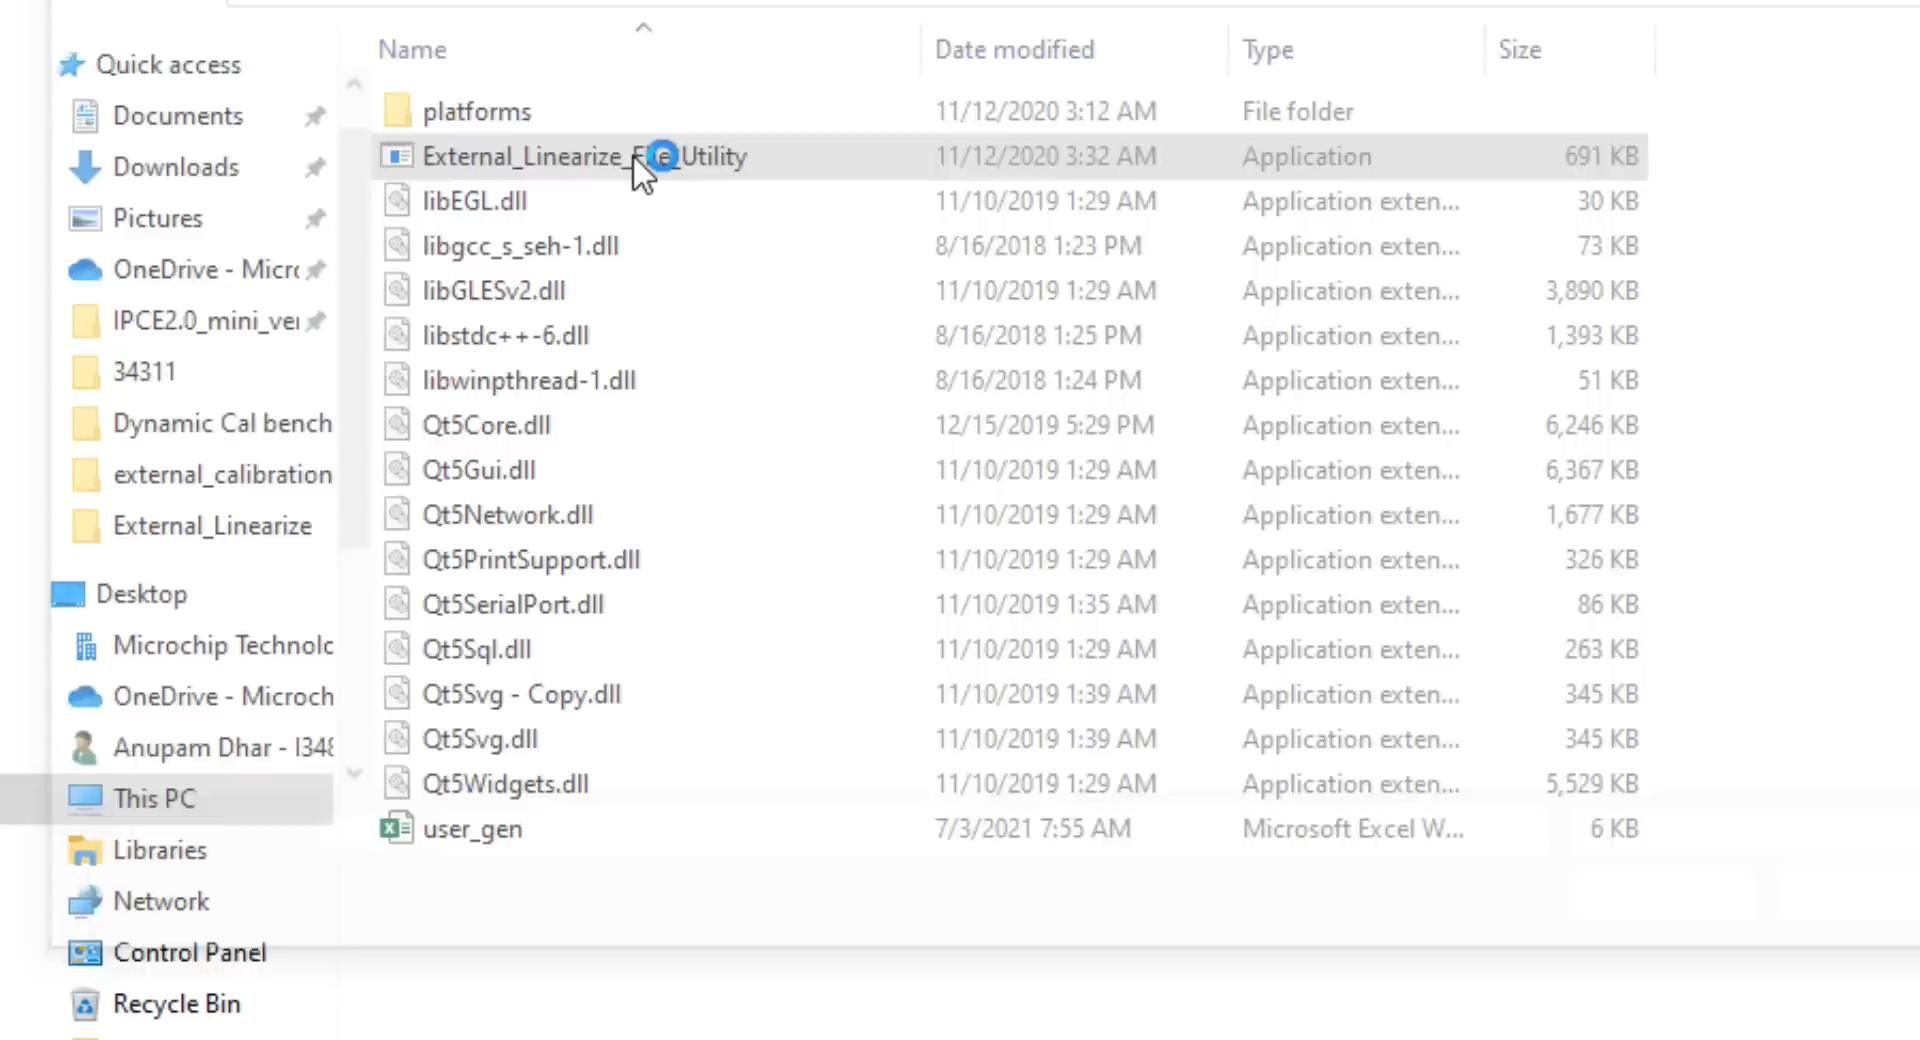 Quick access
Documents
Downloads
Pictures
OneDrive - Micro
IPCE2.0_mini_ver
34311
Dynamic Cal bench
external_calibration
External_Linearize
Desktop
Microchip Technolo
OneDrive - Microch
Anupam Dhar - I348
This PC
Libraries
Network
Control Panel
Recycle Bin
Name Date modified Type Size
platforms 11/12/2020 3:12 AM File folder
External_Linearize_File_Utility 11/12/2020 3:32 AM Application 691 KB
libEGL.dll 11/10/2019 1:29 AM Application exten... 30 KB
libgcc_s_seh-1.dll 8/16/2018 1:23 PM Application exten... 73 KB
libGLESv2.dll 11/10/2019 1:29 AM Application exten... 3,890 KB
libstdc++-6.dll 8/16/2018 1:25 PM Application exten... 1,393 KB
libwinpthread-1.dll 8/16/2018 1:24 PM Application exten... 51 KB
Qt5Core.dll 12/15/2019 5:29 PM Application exten... 6,246 KB
Qt5Gui.dll 11/10/2019 1:29 AM Application exten... 6,367 KB
Qt5Network.dll 11/10/2019 1:29 AM Application exten... 1,677 KB
Qt5PrintSupport.dll 11/10/2019 1:29 AM Application exten... 326 KB
Qt5SerialPort.dll 11/10/2019 1:35 AM Application exten... 86 KB
Qt5Sql.dll 11/10/2019 1:29 AM Application exten... 263 KB
Qt5Svg - Copy.dll 11/10/2019 1:39 AM Application exten... 345 KB
Qt5Svg.dll 11/10/2019 1:39 AM Application exten... 345 KB
Qt5Widgets.dll 11/10/2019 1:29 AM Application exten... 5,529 KB
user_gen 7/3/2021 7:55 AM Microsoft Excel W... 6 KB